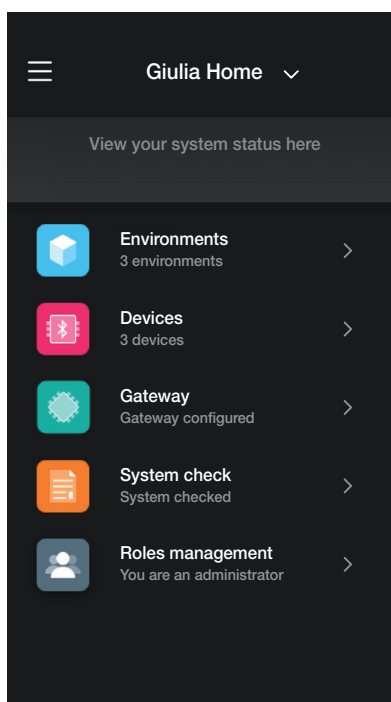 Giulia Home
View your system status here
Environments
3 environments
Devices
3 devices
Gateway
Gateway configured
System check
System checked
Roles management
You are an administrator